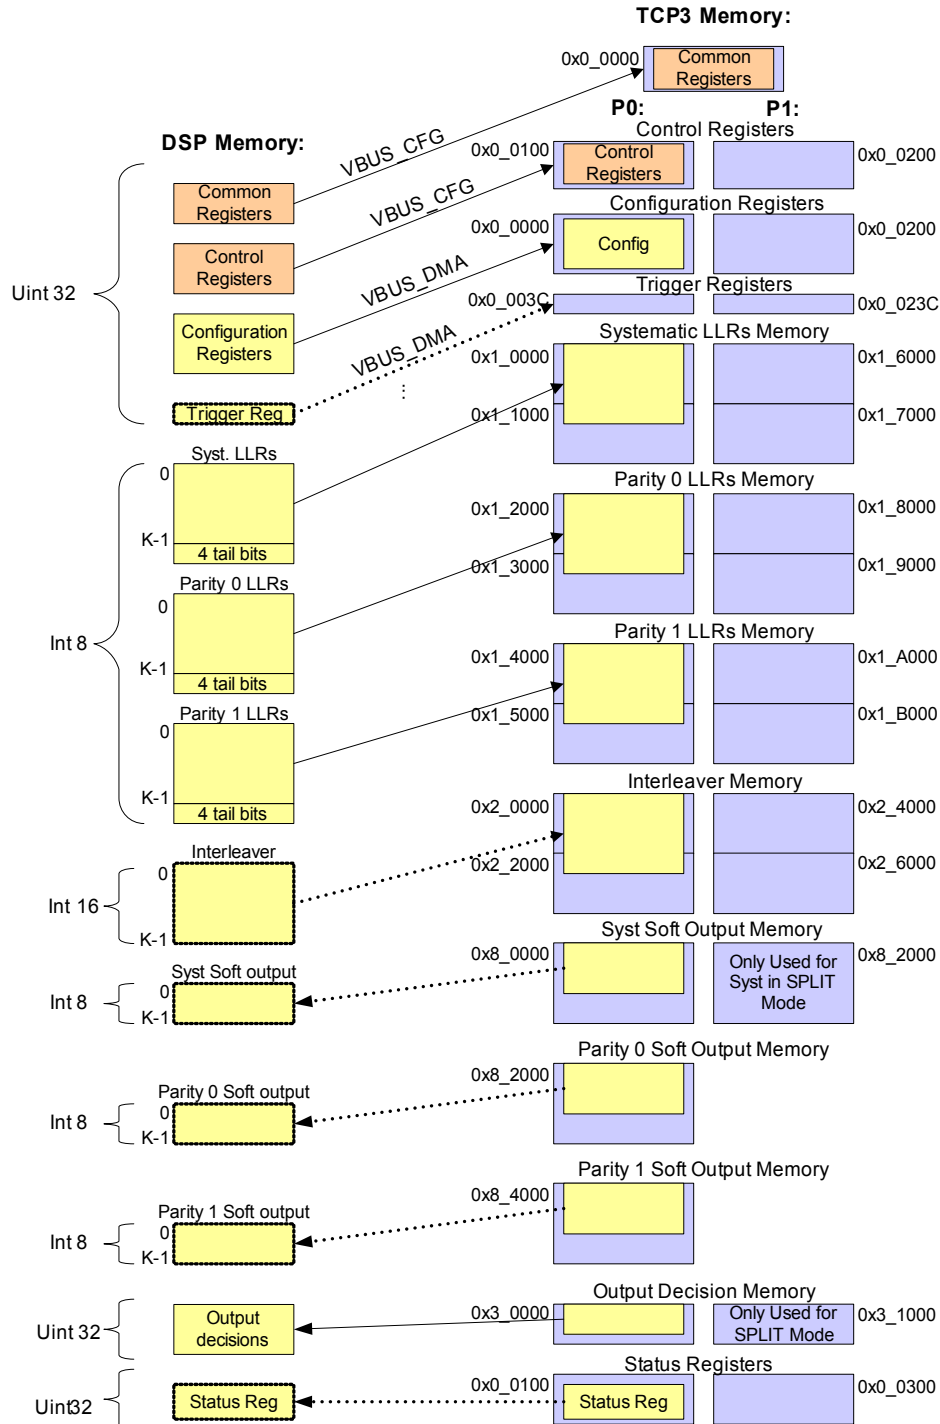 TCP3 Memory:
0x0_0000
Common
Registers
P0:
P1:
DSP Memory:
VBUS_CFG
Control Registers
0x0_0100
Control
Registers
0x0_0200
Common
Registers
VBUS_CFG
Configuration Registers
0x0_0000
Config
0x0_0200
Control
Registers
Uint 32
VBUS_DMA
Trigger Registers
0x0_003C
0x0_023C
Configuration
Registers
VBUS_DMA
...
Systematic LLRs Memory
0x1_0000
0x1_6000
Trigger Reg
0x1_1000
0x1_7000
Syst. LLRs
0
K-1
4 tail bits
Parity 0 LLRs Memory
0x1_2000
0x1_8000
0x1_3000
0x1_9000
Parity 0 LLRs
0
Int 8
K-1
4 tail bits
Parity 1 LLRs Memory
0x1_4000
0x1_A000
0x1_5000
0x1_B000
Parity 1 LLRs
0
K-1
4 tail bits
Interleaver Memory
0x2_0000
0x2_4000
0x2_2000
0x2_6000
Interleaver
0
Int 16
K-1
Syst Soft Output Memory
0x8_0000
Only Used for
Syst in SPLIT
Mode
0x8_2000
Syst Soft output
0
Int 8
K-1
Parity 0 Soft Output Memory
0x8_2000
Parity 0 Soft output
0
Int 8
K-1
Parity 1 Soft Output Memory
0x8_4000
Parity 1 Soft output
0
Int 8
K-1
Output Decision Memory
0x3_0000
Only Used for
SPLIT Mode
0x3_1000
Uint 32
Output
decisions
Status Registers
0x0_0100
Status Reg
0x0_0300
Uint32
Status Reg